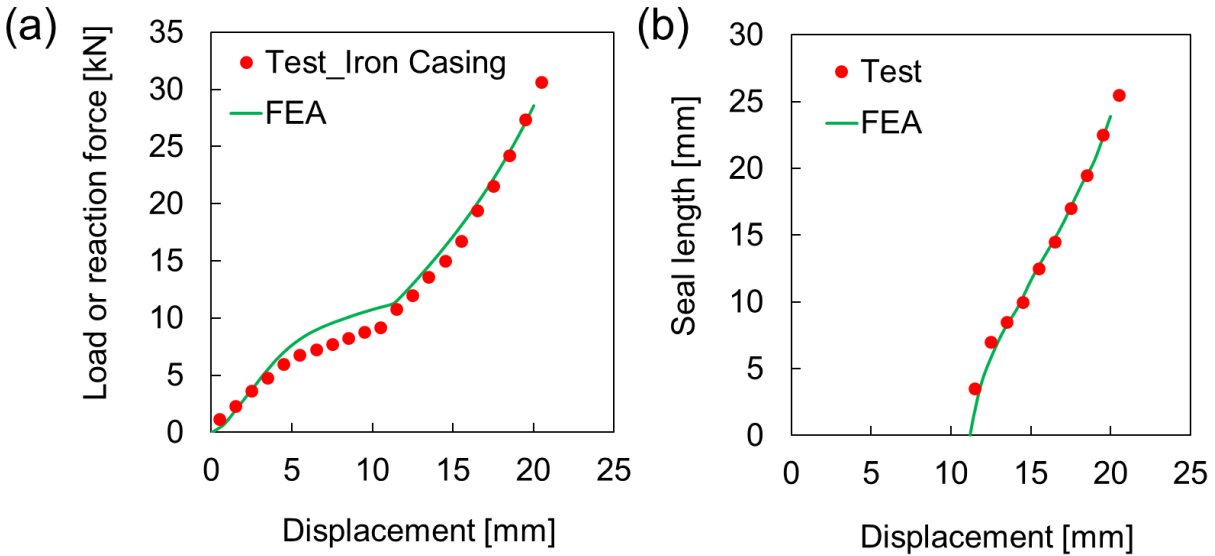 (a)
Load or reaction force [kN]
35
30
25
20
15
10
5
0
Test_Iron Casing
FEA
0 5 10 15 20 25
Displacement [mm]
(b)
Seal length [mm]
30
25
20
15
10
5
0
Test
FEA
0 5 10 15 20 25
Displacement [mm]